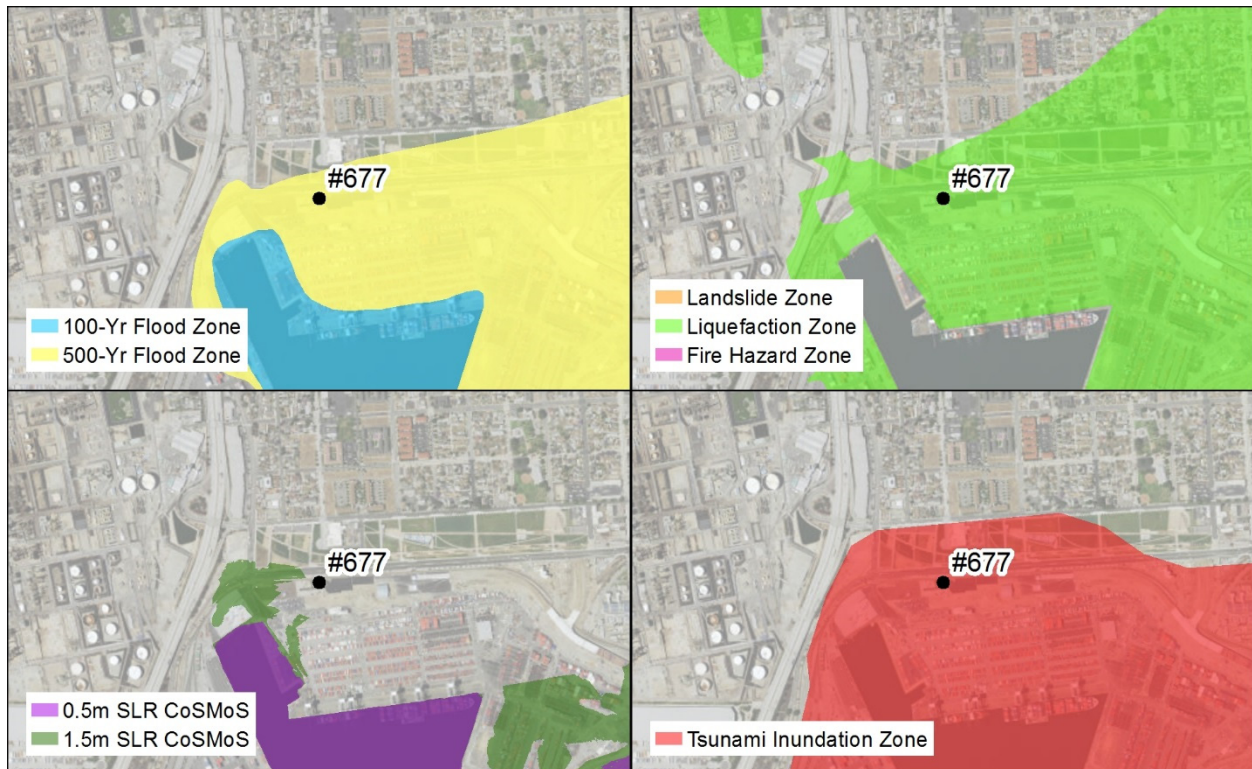 #677
100-Yr Flood Zone
500-Yr Flood Zone
#677
Landslide Zone
Liquefaction Zone
Fire Hazard Zone
#677
0.5m SLR CoSMoS
1.5m SLR CoSMoS
#677
Tsunami Inundation Zone